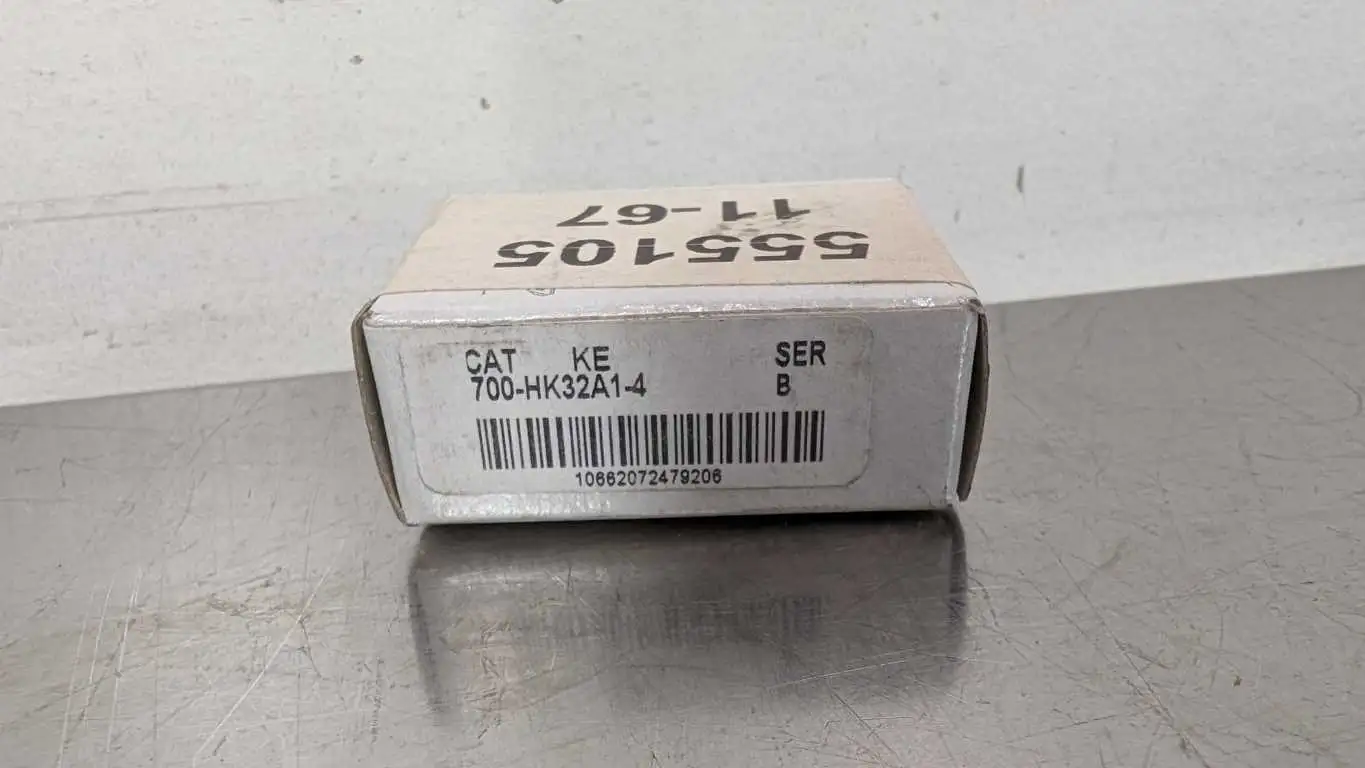 555105
11-67
CAT KE SER
700-HK32A1-4 B
10662072479206